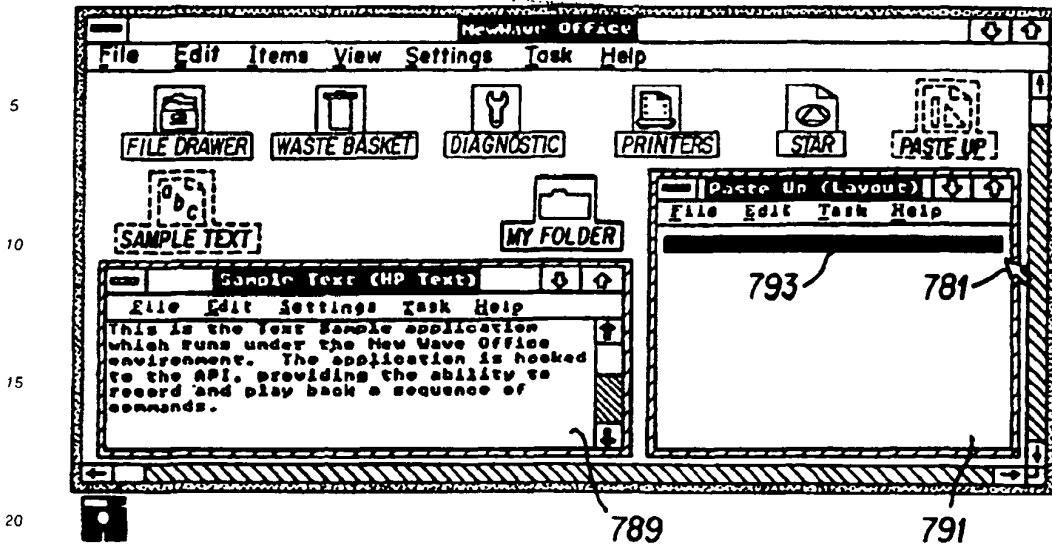 NewWave Office
File Edit Items View Settings Task Help
5
FILE DRAWER WASTE BASKET DIAGNOSTIC PRINTERS STAR PASTE UP
Paste Up (Layout)
File Edit Task Help
abc
SAMPLE TEXT MY FOLDER
10
793 781
Sample Text (HP Text)
File Edit Settings Task Help
This is the Text Sample application
which runs under the New Wave Office
environment. The application is hooked
to the API, providing the ability to
record and play back a sequence of
commands.
15
20
789 791